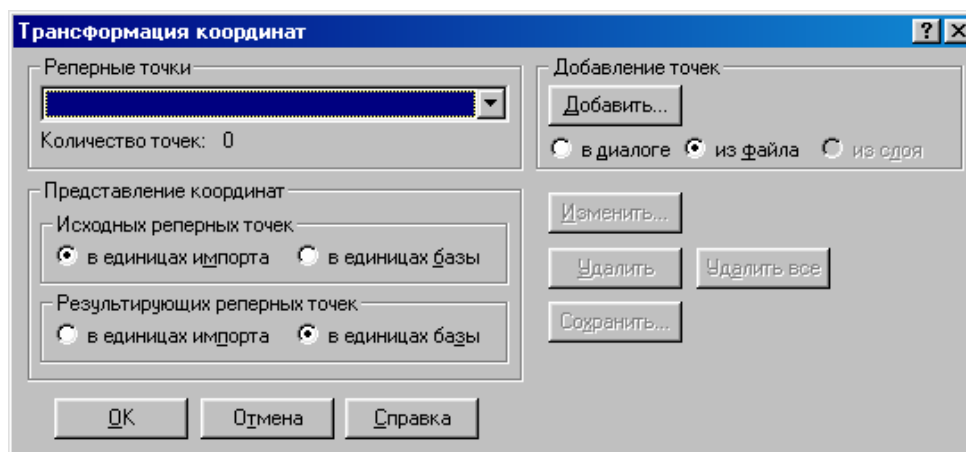 Трансформация координат
Реперные точки
Количество точек: 0
Добавление точек
Добавить...
в диалоге из файла из слоя
Представление координат
Исходных реперных точек
в единицах импорта в единицах базы
Результирующих реперных точек
в единицах импорта в единицах базы
Изменить...
Удалить Удалить все
Сохранить...
OK Отмена Справка